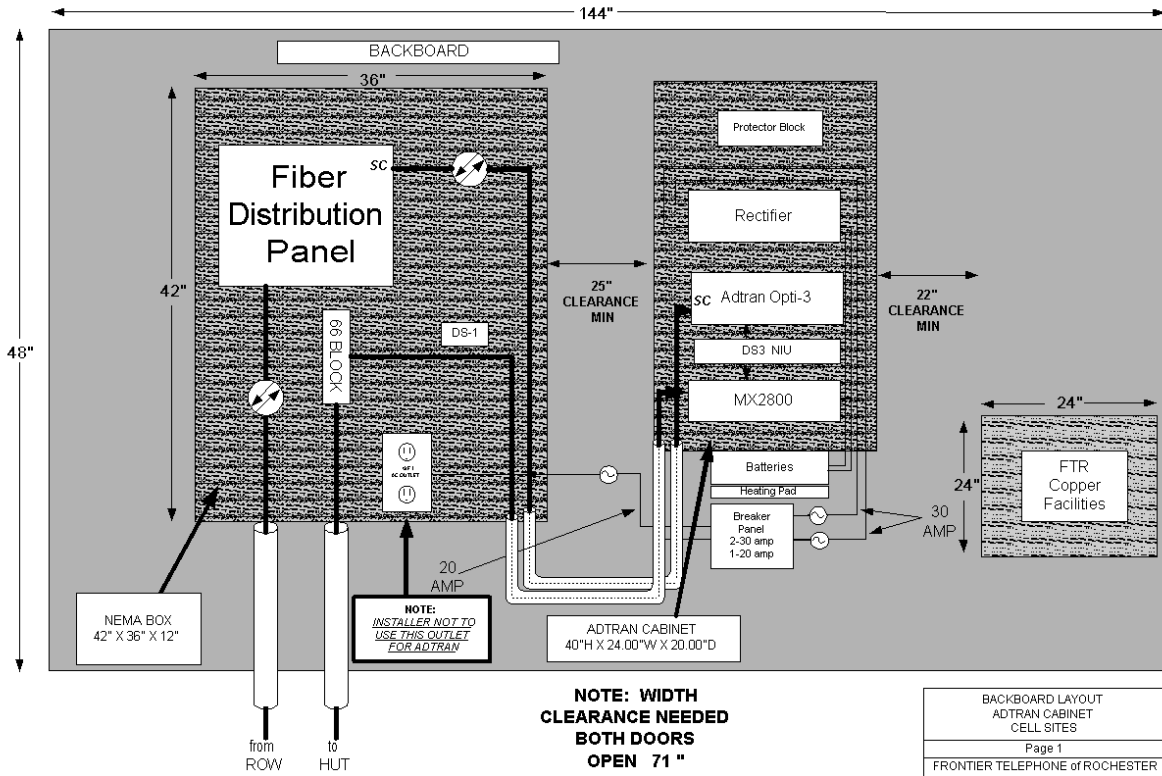 144"
BACKBOARD
36"
Protector Block
SC
Fiber
Distribution
Panel
Rectifier
42"
25"
CLEARANCE
MIN
SC
Adtran Opti-3
22"
CLEARANCE
MIN
48"
66 BLOCK
DS-1
DS3 NIU
MX2800
24"
GFI
AC OUTLET
Batteries
Heating Pad
24"
FTR
Copper
Facilities
Breaker
Panel
2-30 amp
1-20 amp
30
AMP
20
AMP
NEMA BOX
42" X 36" X 12"
NOTE:
INSTALLER NOT TO
USE THIS OUTLET
FOR ADTRAN
ADTRAN CABINET
40"H X 24.00"W X 20.00"D
from
ROW
to
HUT
NOTE: WIDTH
CLEARANCE NEEDED
BOTH DOORS
OPEN 71 "
BACKBOARD LAYOUT
ADTRAN CABINET
CELL SITES
Page 1
FRONTIER TELEPHONE of ROCHESTER